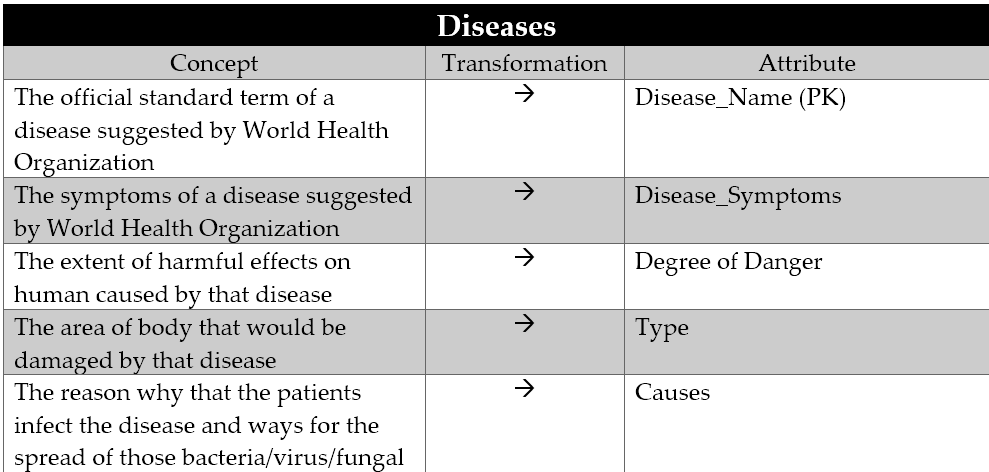 Diseases
Concept Transformation Attribute
The official standard term of a → Disease_Name (PK)
disease suggested by World Health
Organization
The symptoms of a disease suggested → Disease_Symptoms
by World Health Organization
The extent of harmful effects on → Degree of Danger
human caused by that disease
The area of body that would be → Type
damaged by that disease
The reason why that the patients → Causes
infect the disease and ways for the
spread of those bacteria/virus/fungal